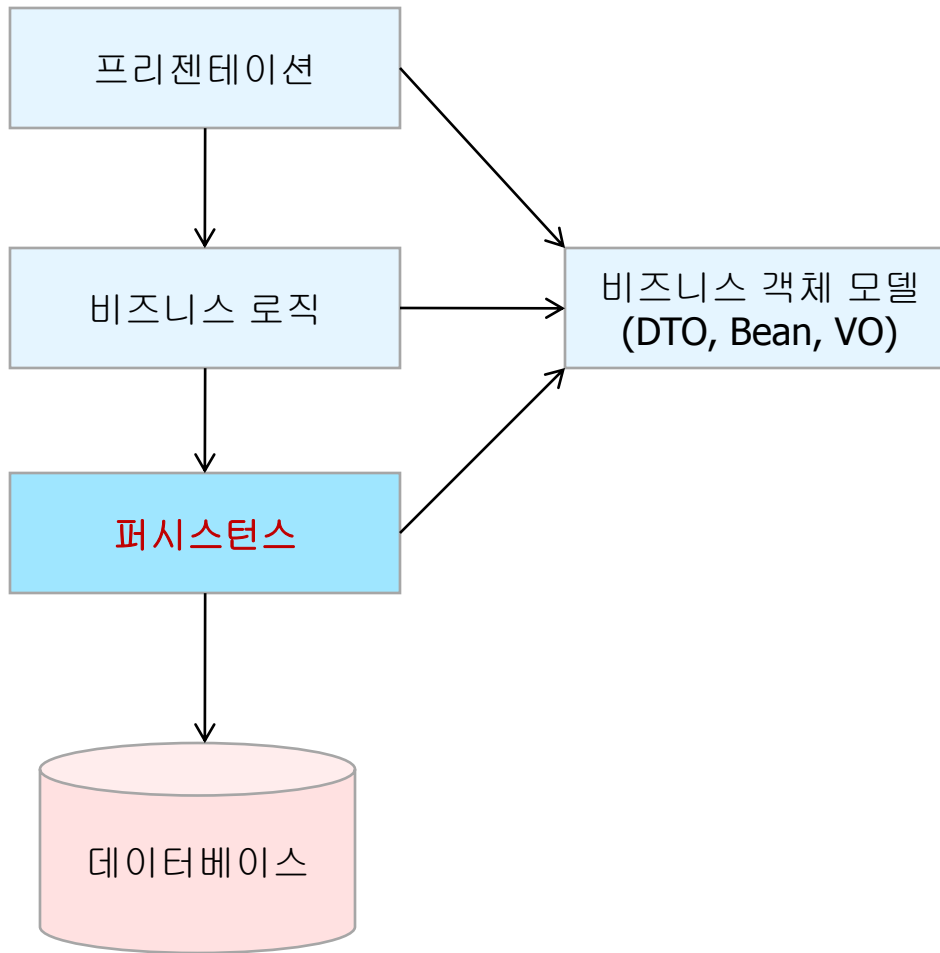 프리젠테이션
비즈니스 로직
비즈니스 객체 모델
(DTO, Bean, VO)
퍼시스턴스
데이터베이스